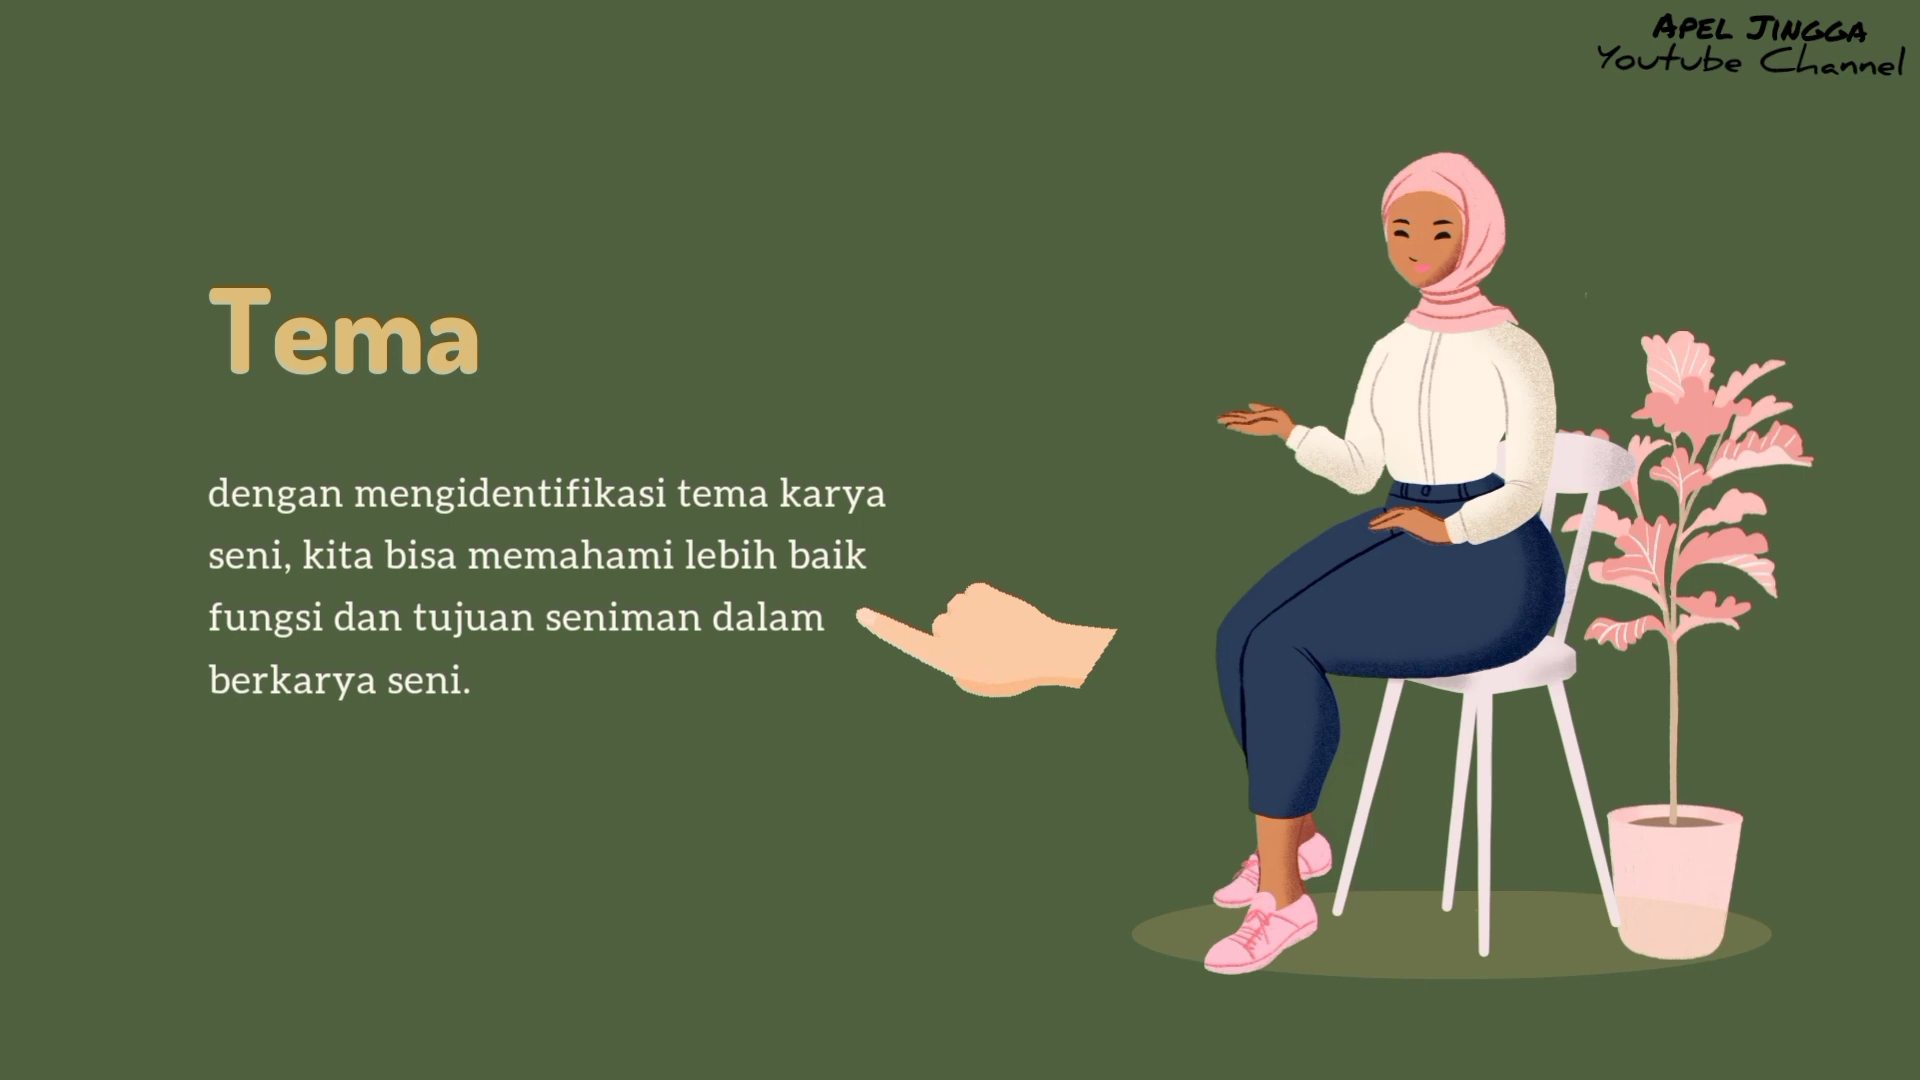 Apel Jingga
Youtube Channel
Tema
dengan mengidentifikasi tema karya
seni, kita bisa memahami lebih baik
fungsi dan tujuan seniman dalam
berkarya seni.